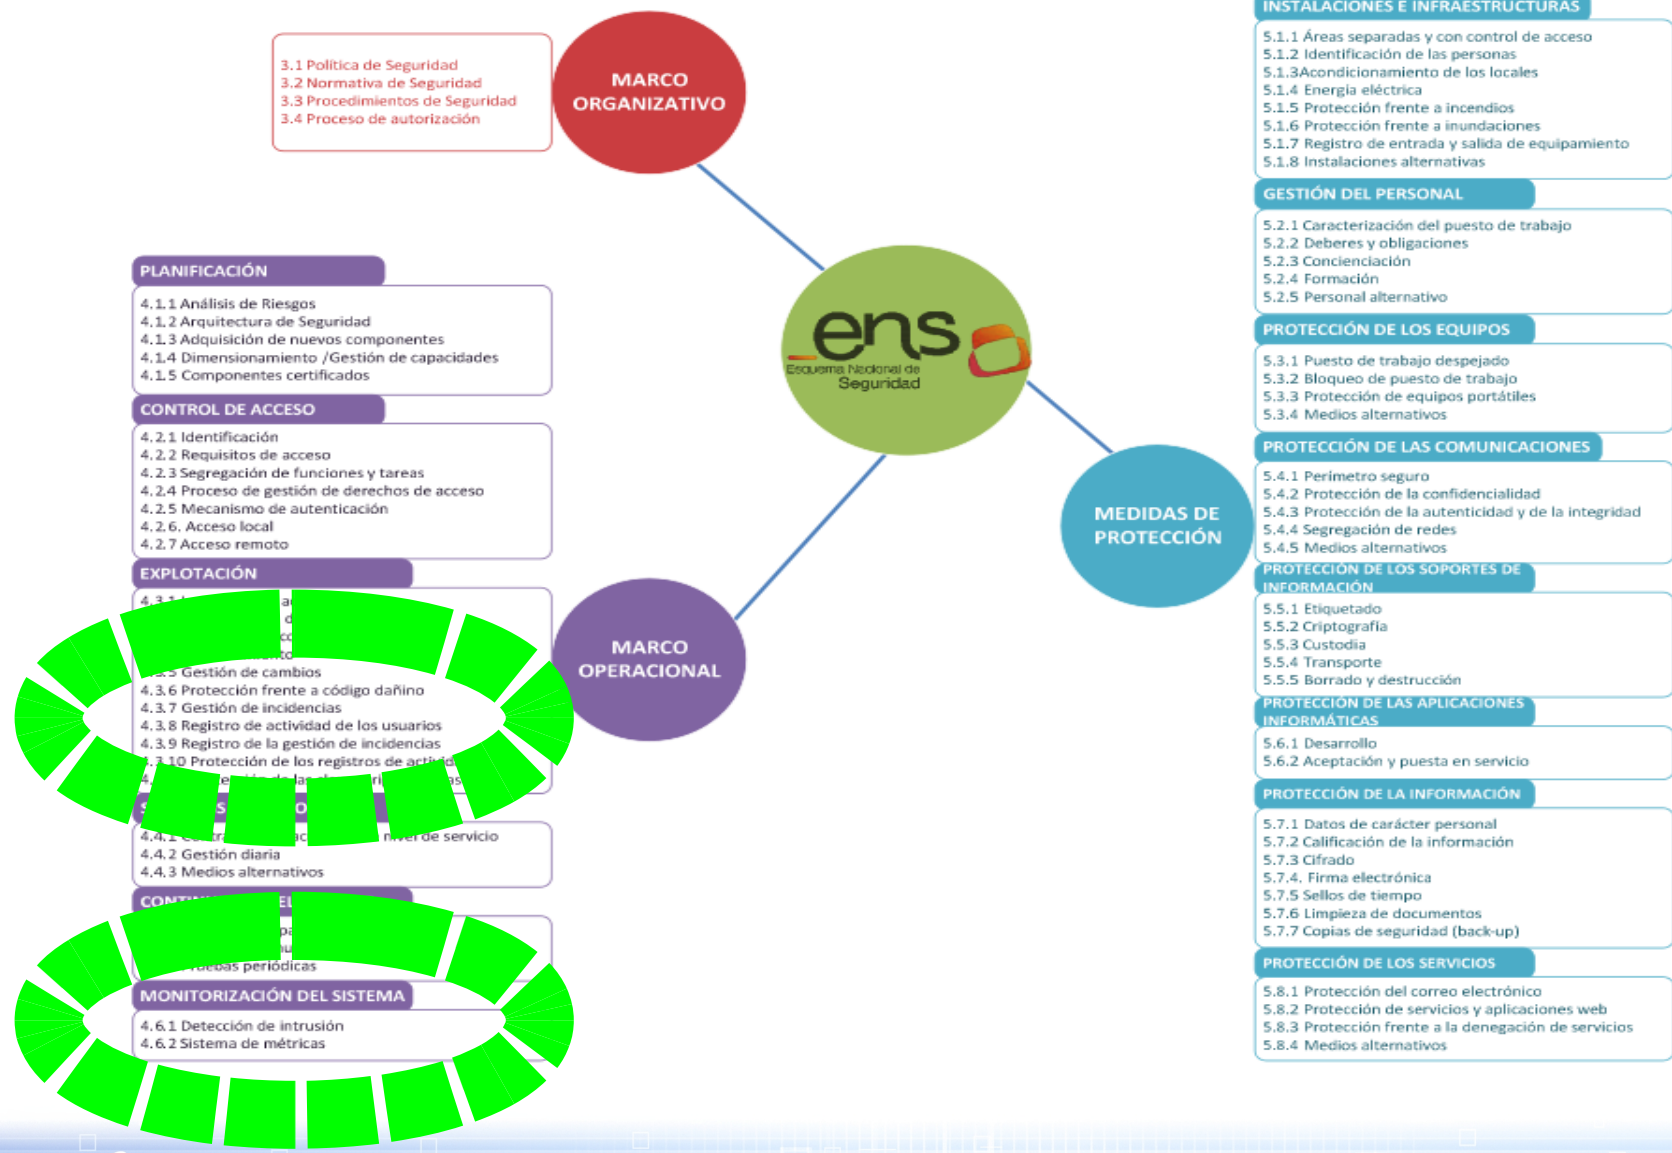 MARCO
ORGANIZATIVO
3.1 Política de Seguridad
3.2 Normativa de Seguridad
3.3 Procedimientos de Seguridad
3.4 Proceso de autorización
ens
Esquema Nacional de
Seguridad
MARCO
OPERACIONAL
PLANIFICACIÓN
4.1.1 Análisis de Riesgos
4.1.2 Arquitectura de Seguridad
4.1.3 Adquisición de nuevos componentes
4.1.4 Dimensionamiento /Gestión de capacidades
4.1.5 Componentes certificados
CONTROL DE ACCESO
4.2.1 Identificación
4.2.2 Requisitos de acceso
4.2.3 Segregación de funciones y tareas
4.2.4 Proceso de gestión de derechos de acceso
4.2.5 Mecanismo de autenticación
4.2.6. Acceso local
4.2.7 Acceso remoto
EXPLOTACIÓN
Gestión de cambios
4.3.6 Protección frente a código dañino
4.3.7 Gestión de incidencias
4.3.8 Registro de actividad de los usuarios
4.3.9 Registro de la gestión de incidencias
Protección de los registros de
de servicio
4.4.2 Gestión diaria
4.4.3 Medios alternativos
periódicas
MONITORIZACIÓN DEL SISTEMA
4.6.1 Detección de intrusión
4.6.2 Sistema de métricas
MEDIDAS DE
PROTECCIÓN
INSTALACIONES E INFRAESTRUCTURAS
5.1.1 Áreas separadas y con control de acceso
5.1.2 Identificación de las personas
5.1.3Acondicionamiento de los locales
5.1.4 Energía eléctrica
5.1.5 Protección frente a incendios
5.1.6 Protección frente a inundaciones
5.1.7 Registro de entrada y salida de equipamiento
5.1.8 Instalaciones alternativas
GESTIÓN DEL PERSONAL
5.2.1 Caracterización del puesto de trabajo
5.2.2 Deberes y obligaciones
5.2.3 Concienciación
5.2.4 Formación
5.2.5 Personal alternativo
PROTECCIÓN DE LOS EQUIPOS
5.3.1 Puesto de trabajo despejado
5.3.2 Bloqueo de puesto de trabajo
5.3.3 Protección de equipos portátiles
5.3.4 Medios alternativos
PROTECCIÓN DE LAS COMUNICACIONES
5.4.1 Perímetro seguro
5.4.2 Protección de la confidencialidad
5.4.3 Protección de la autenticidad y de la integridad
5.4.4 Segregación de redes
5.4.5 Medios alternativos
PROTECCIÓN DE LOS SOPORTES DE
INFORMACIÓN
5.5.1 Etiquetado
5.5.2 Criptografía
5.5.3 Custodia
5.5.4 Transporte
5.5.5 Borrado y destrucción
PROTECCIÓN DE LAS APLICACIONES
INFORMÁTICAS
5.6.1 Desarrollo
5.6.2 Aceptación y puesta en servicio
PROTECCIÓN DE LA INFORMACIÓN
5.7.1 Datos de carácter personal
5.7.2 Calificación de la información
5.7.3 Cifrado
5.7.4. Firma electrónica
5.7.5 Sellos de tiempo
5.7.6 Limpieza de documentos
5.7.7 Copias de seguridad (back-up)
PROTECCIÓN DE LOS SERVICIOS
5.8.1 Protección del correo electrónico
5.8.2 Protección de servicios y aplicaciones web
5.8.3 Protección frente a la denegación de servicios
5.8.4 Medios alternativos